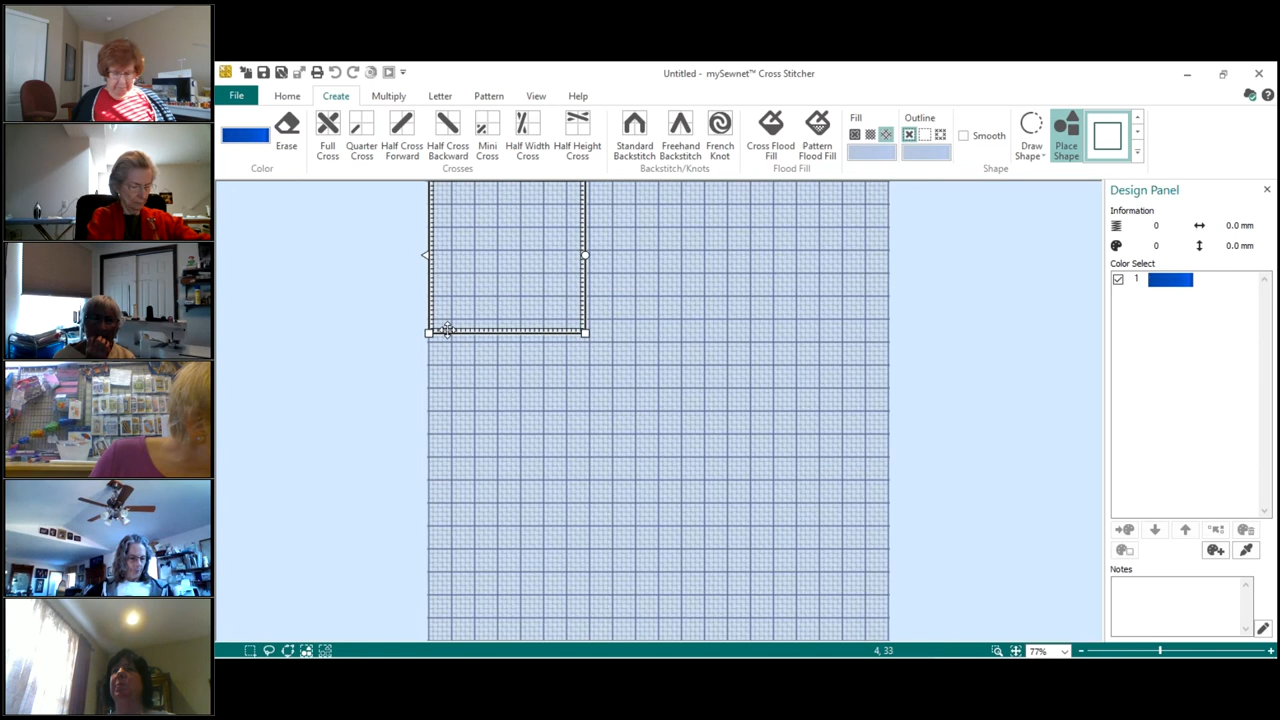 Untitled - mySewnet™ Cross Stitcher
File Home Create Multiply Letter Pattern View Help
Erase
Full Cross
Quarter Cross
Half Cross Forward
Half Cross Backward
Mini Cross
Half Width Cross
Half Height Cross
Standard Backstitch
Freehand Backstitch
French Knot
Cross Flood Fill
Pattern Flood Fill
Fill
Outline
Smooth
Draw Shape
Place Shape
Color
Crosses
Backstitch/Knots
Flood Fill
Shape
Design Panel
Information
0 0.0 mm
0 0.0 mm
Color Select
1
Notes
4, 33
77%